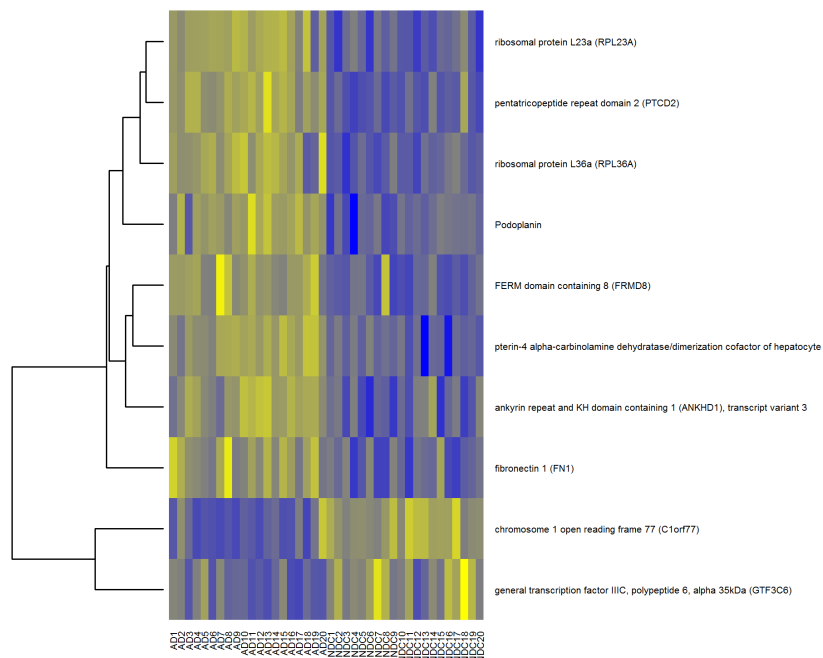 ribosomal protein L23a (RPL23A)
pentatricopeptide repeat domain 2 (PTCD2)
ribosomal protein L36a (RPL36A)
Podoplanin
FERM domain containing 8 (FRMD8)
pterin-4 alpha-carbinolamine dehydratase/dimerization cofactor of hepatocyte
ankyrin repeat and KH domain containing 1 (ANKHD1), transcript variant 3
fibronectin 1 (FN1)
chromosome 1 open reading frame 77 (C1orf77)
general transcription factor IIIC, polypeptide 6, alpha 35kDa (GTF3C6)
AD1
AD2
AD3
AD4
AD5
AD6
AD7
AD8
AD9
AD10
AD11
AD12
AD13
AD14
AD15
AD16
AD17
AD18
AD19
AD20
NDC1
NDC2
NDC3
NDC4
NDC5
NDC6
NDC7
NDC8
NDC9
NDC10
NDC11
NDC12
NDC13
NDC14
NDC15
NDC16
NDC17
NDC18
NDC19
NDC20